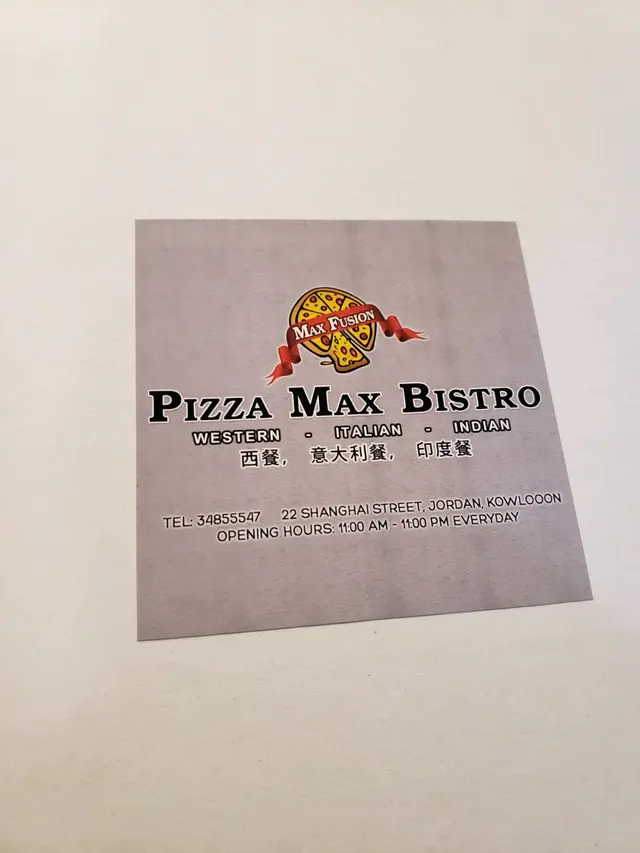 MAX FUSION
PIZZA MAX BISTRO
WESTERN - ITALIAN - INDIAN
西餐, 意大利餐, 印度餐
TEL: 34855547 22 SHANGHAI STREET, JORDAN, KOWLOOON
OPENING HOURS: 11:00 AM - 11:00 PM EVERYDAY